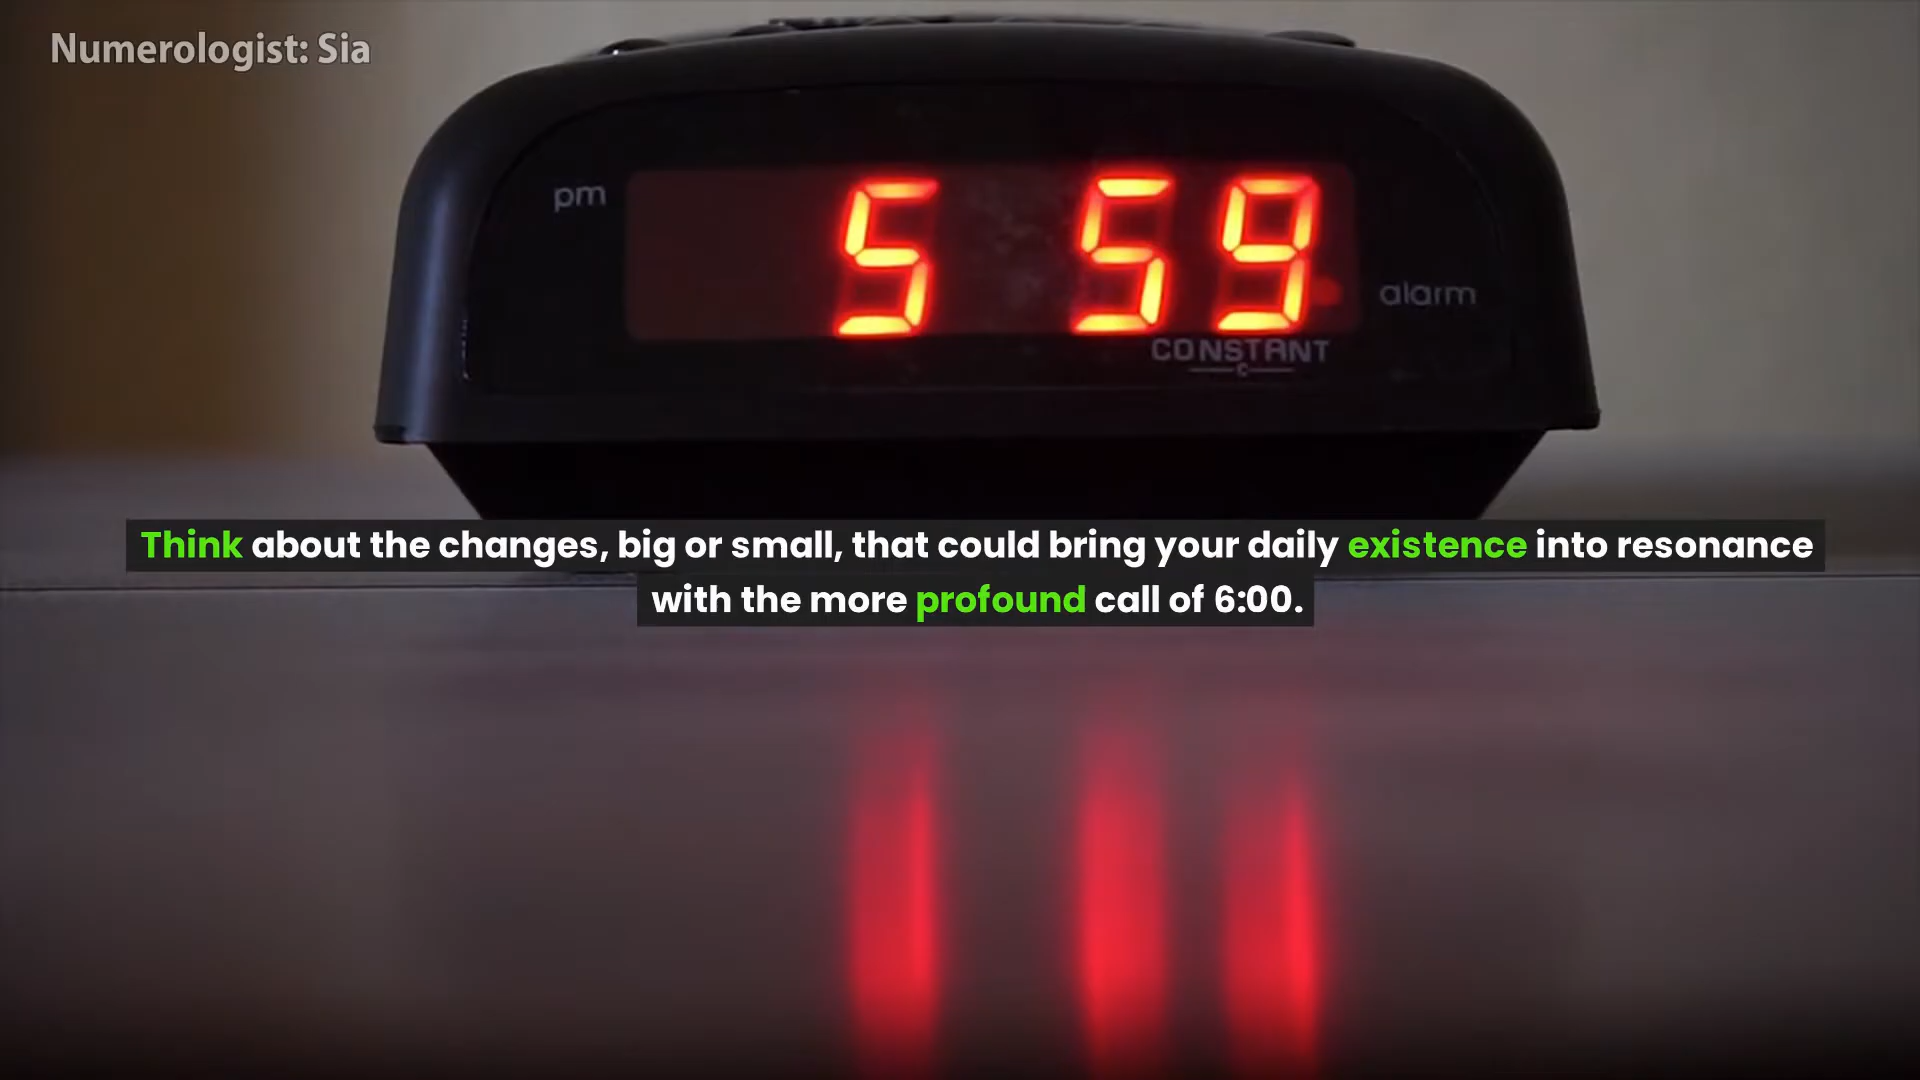 Numerologist: Sia
pm
5 59
alarm
CONSTANT
C
Think about the changes, big or small, that could bring your daily existence into resonance
with the more profound call of 6:00.